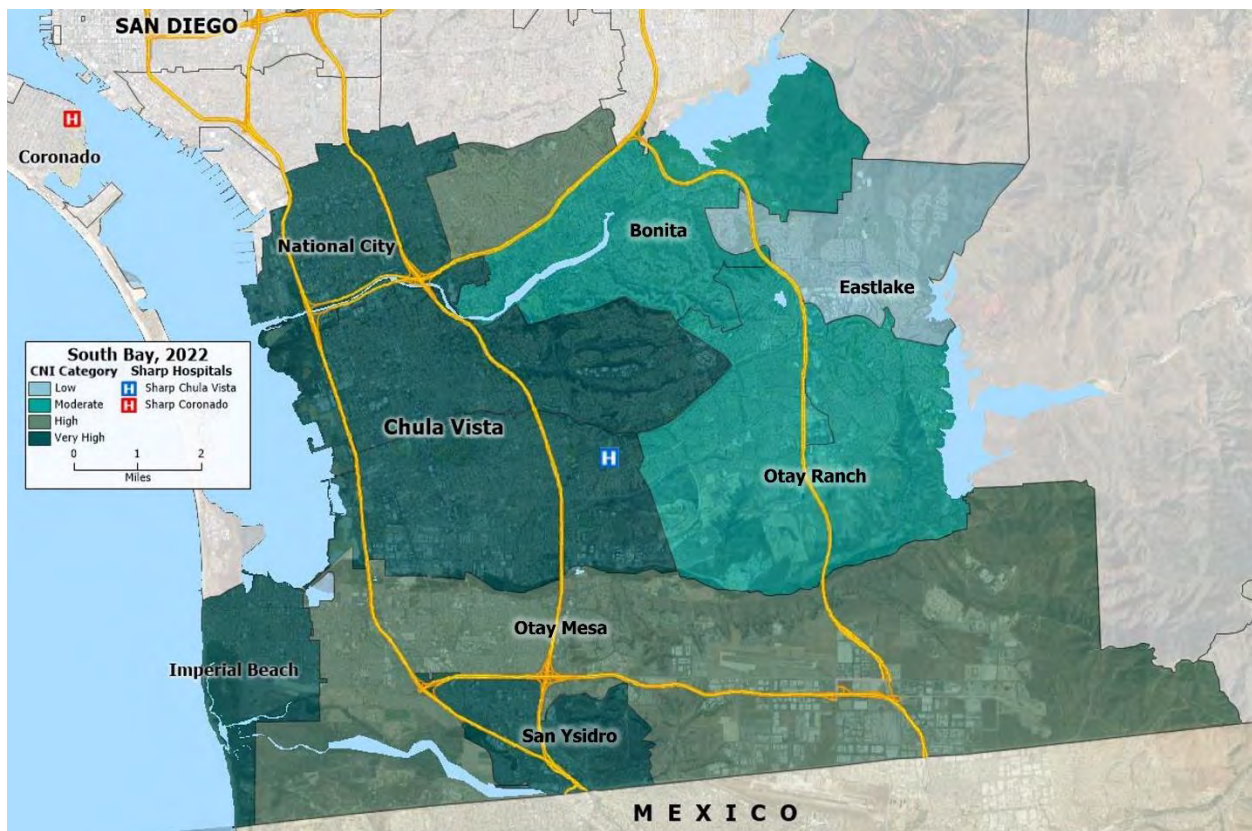 SAN DIEGO
H
Coronado
National City
Bonita
Eastlake
South Bay, 2022
CNI Category Sharp Hospitals
Low H Sharp Chula Vista
Moderate H Sharp Coronado
High
Very High
0 1 2
Miles
Chula Vista
H
Otay Ranch
Otay Mesa
Imperial Beach
San Ysidro
MEXICO